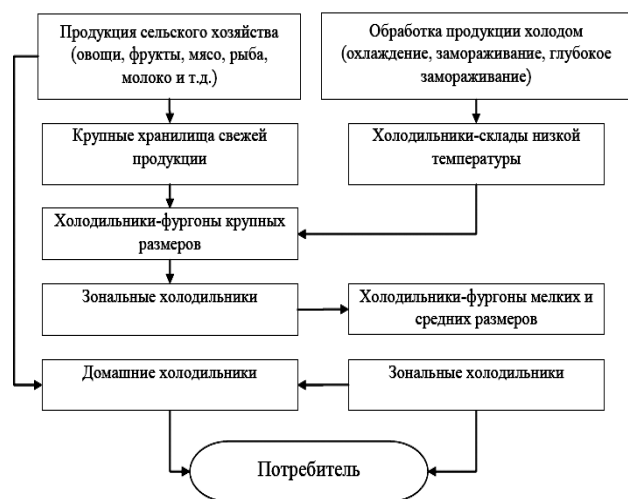 Продукция сельского хозяйства
(овощи, фрукты, мясо, рыба,
молоко и т.д.)
Обработка продукции холодом
(охлаждение, замораживание, глубокое
замораживание)
Крупные хранилища свежей
продукции
Холодильники-склады низкой
температуры
Холодильники-фургоны крупных
размеров
Зональные холодильники
Холодильники-фургоны мелких и
средних размеров
Домашние холодильники
Зональные холодильники
Потребитель